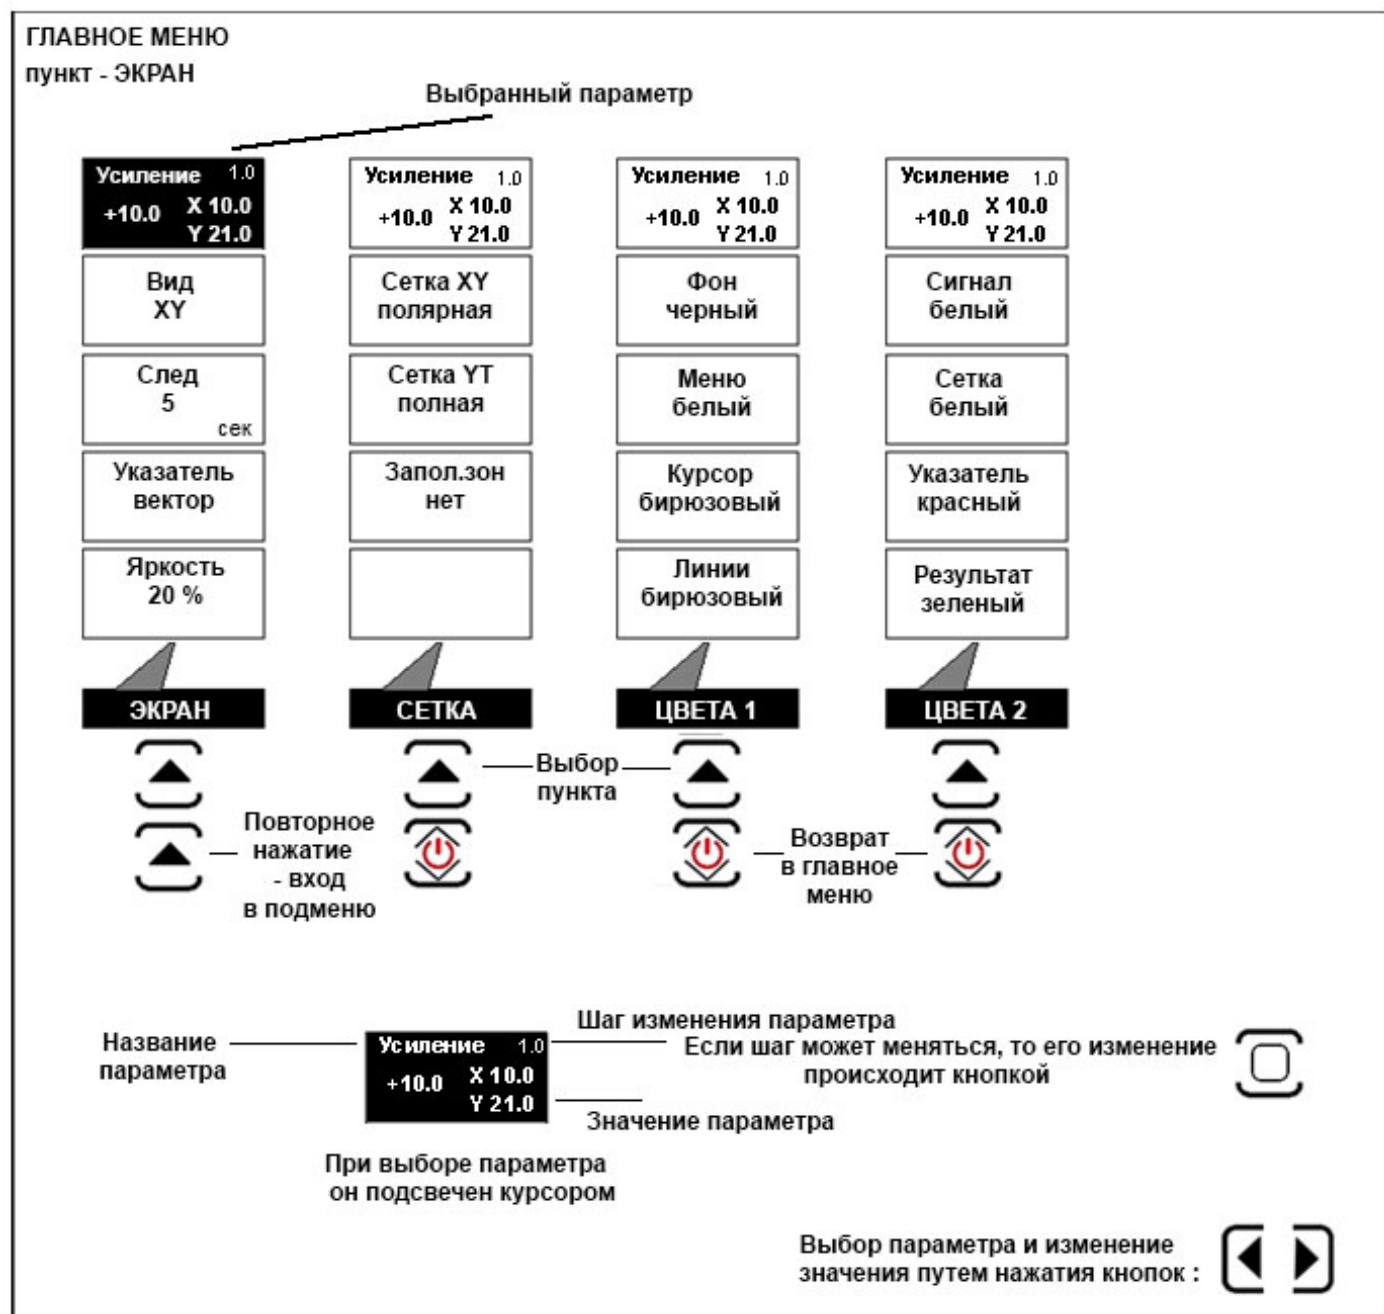 ГЛАВНОЕ МЕНЮ
пункт - ЭКРАН
Выбранный параметр
Усиление 1.0
+10.0 X 10.0
Y 21.0
Вид
XY
След
5
сек
Указатель
вектор
Яркость
20 %
ЭКРАН
Усиление 1.0
+10.0 X 10.0
Y 21.0
Сетка XY
полярная
Сетка YT
полная
Запол.зон
нет
СЕТКА
Усиление 1.0
+10.0 X 10.0
Y 21.0
Фон
черный
Меню
белый
Курсор
бирюзовый
Линии
бирюзовый
ЦВЕТА 1
Усиление 1.0
+10.0 X 10.0
Y 21.0
Сигнал
белый
Сетка
белый
Указатель
красный
Результат
зеленый
ЦВЕТА 2
Выбор
пункта
Повторное
нажатие
- вход
в подменю
Возврат
в главное
меню
Название
параметра
Усиление 1.0
+10.0 X 10.0
Y 21.0
Шаг изменения параметра
Если шаг может меняться, то его изменение
происходит кнопкой
Значение параметра
При выборе параметра
он подсвечен курсором
Выбор параметра и изменение
значения путем нажатия кнопок :